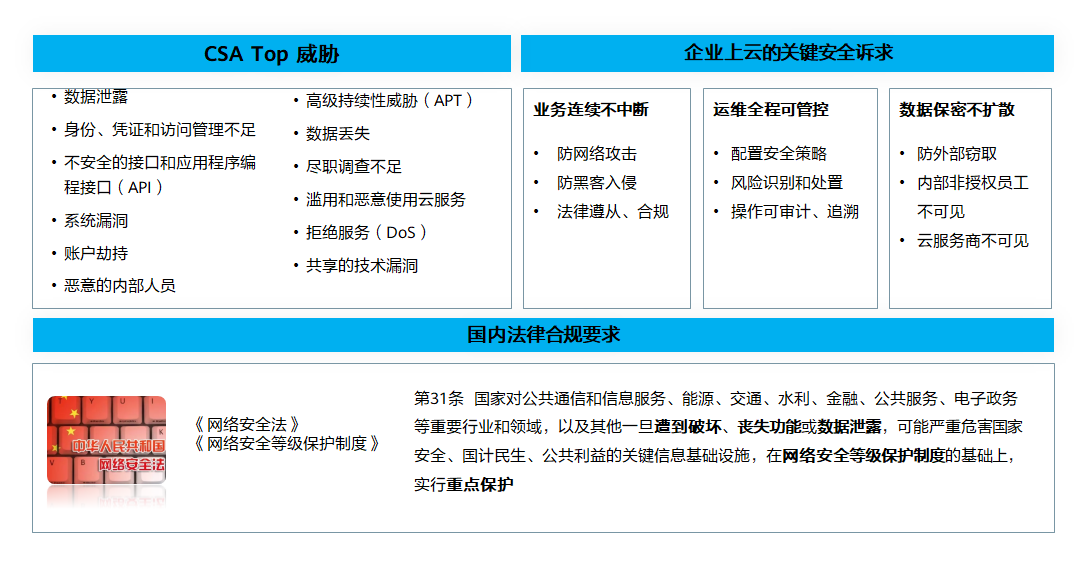 CSA Top 威胁
• 数据泄露
• 身份、凭证和访问管理不足
• 不安全的接口和应用程序编
程接口（API）
• 系统漏洞
• 账户劫持
• 恶意的内部人员
• 高级持续性威胁（APT）
• 数据丢失
• 尽职调查不足
• 滥用和恶意使用云服务
• 拒绝服务（DoS）
• 共享的技术漏洞
企业上云的关键安全诉求
业务连续不中断
• 防网络攻击
• 防黑客入侵
• 法律遵从、合规
运维全程可管控
• 配置安全策略
• 风险识别和处置
• 操作可审计、追溯
数据保密不扩散
• 防外部窃取
• 内部非授权员工
不可见
• 云服务商不可见
国内法律合规要求
T Y U I
中华人民共和国
网络安全法
V B N
《网络安全法》
《网络安全等级保护制度》
第31条 国家对公共通信和信息服务、能源、交通、水利、金融、公共服务、电子政务
等重要行业和领域，以及其他一旦遭到破坏、丧失功能或数据泄露，可能严重危害国家
安全、国计民生、公共利益的关键信息基础设施，在网络安全等级保护制度的基础上，
实行重点保护